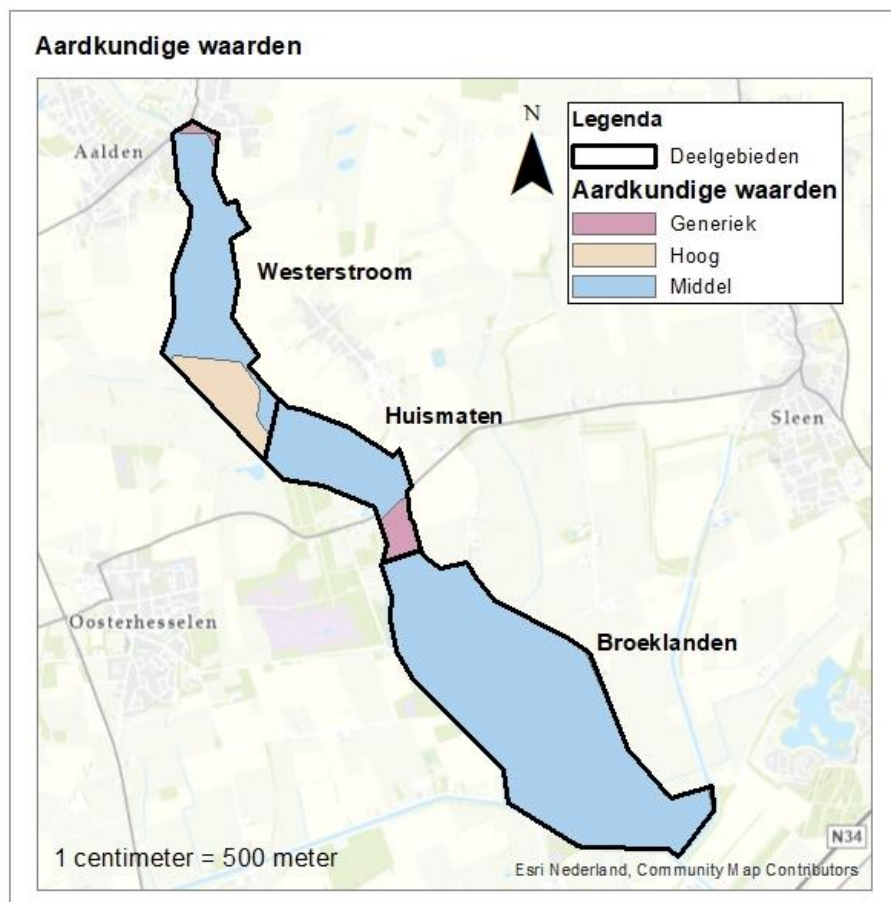 Aardkundige waarden
Aalden
N
Legenda
Deelgebieden
Aardkundige waarden
Generiek
Hoog
Middel
Westerstroom
Huismaten
Sleen
Oosterhesselen
Broeklanden
N34
1 centimeter = 500 meter
Esri Nederland, Community Map Contributors